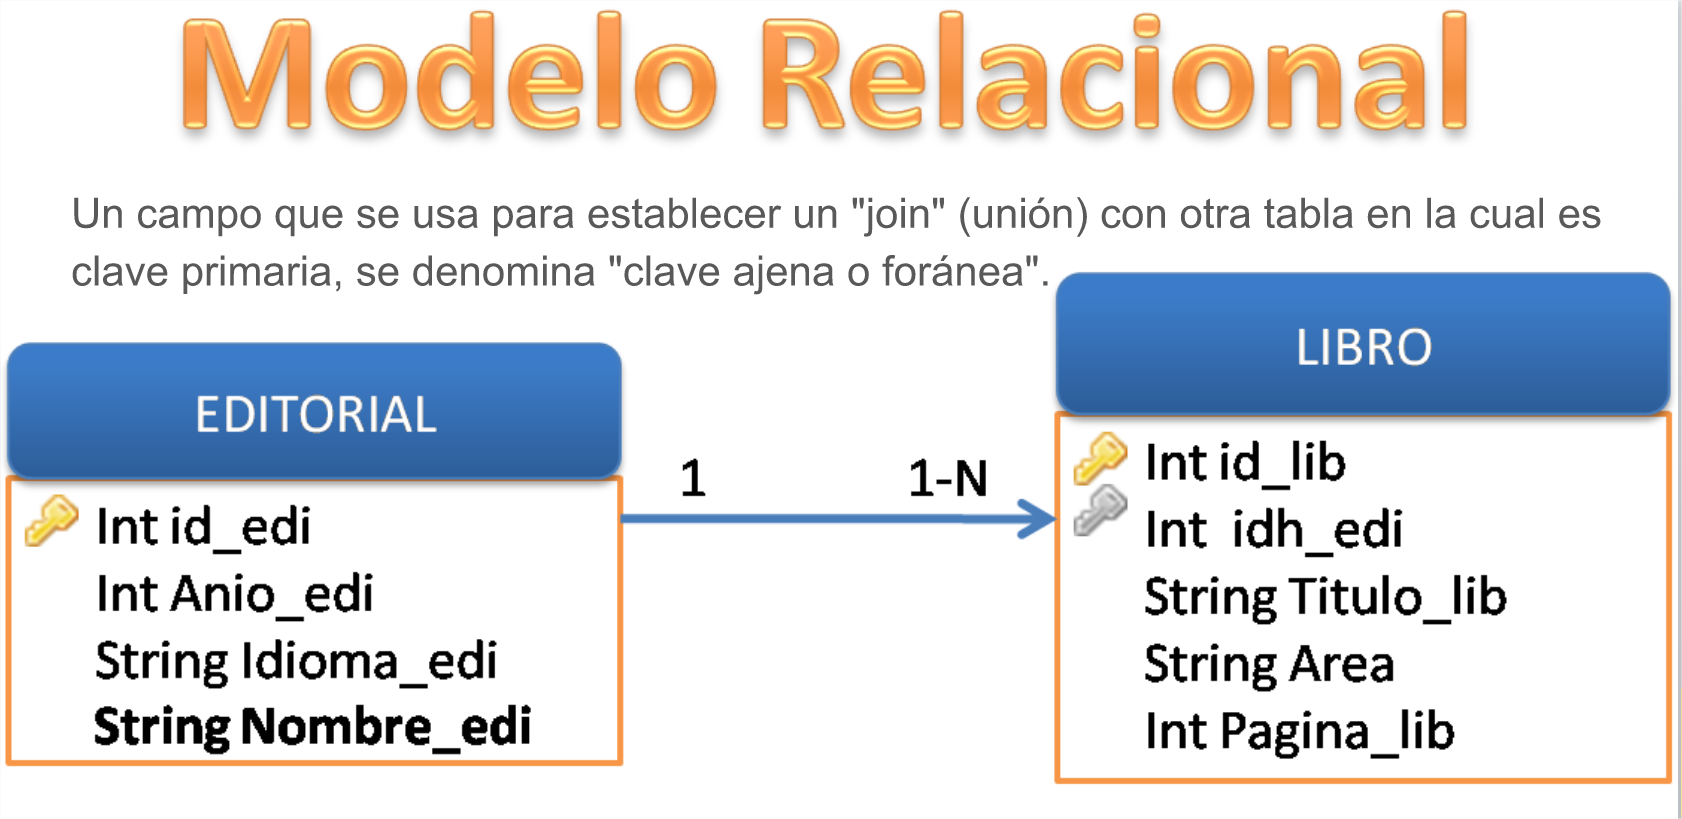 Modelo Relacional
Un campo que se usa para establecer un "join" (unión) con otra tabla en la cual es
clave primaria, se denomina "clave ajena o foránea".
EDITORIAL
Int id_edi
Int Anio_edi
String Idioma_edi
String Nombre_edi
1
1-N
LIBRO
Int id_lib
Int idh_edi
String Titulo_lib
String Area
Int Pagina_lib